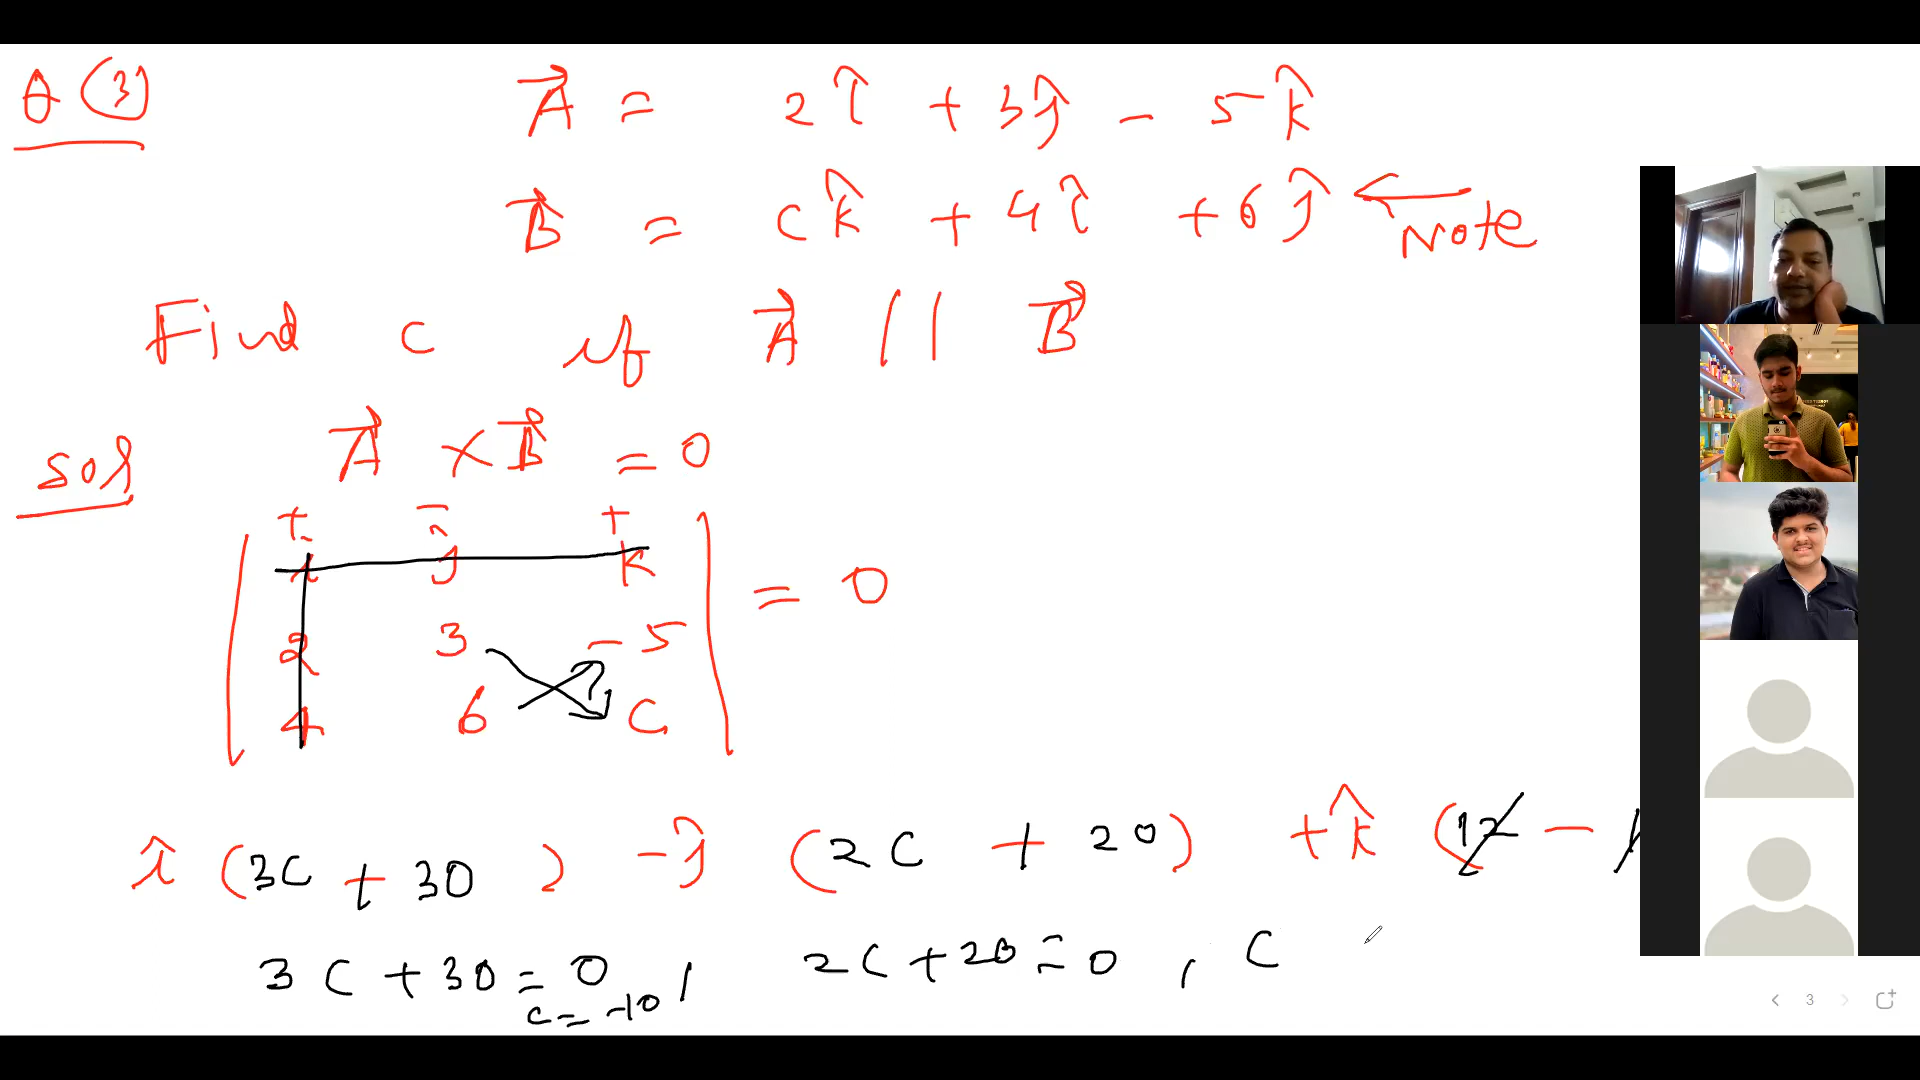 Q (3) A⃗ = 2î + 3ĵ - 5k̂
B⃗ = ck̂ + 4î + 6ĵ ← Note
Find c if A⃗ || B⃗
sol A⃗ × B⃗ = 0
+ - +
î ĵ k
2 3 -5 = 0
4 6 c
î (3c + 30) - ĵ (2c + 20) + k̂ (12 -
3c + 30 = 0, 2c + 20 = 0, c
c = -10
3